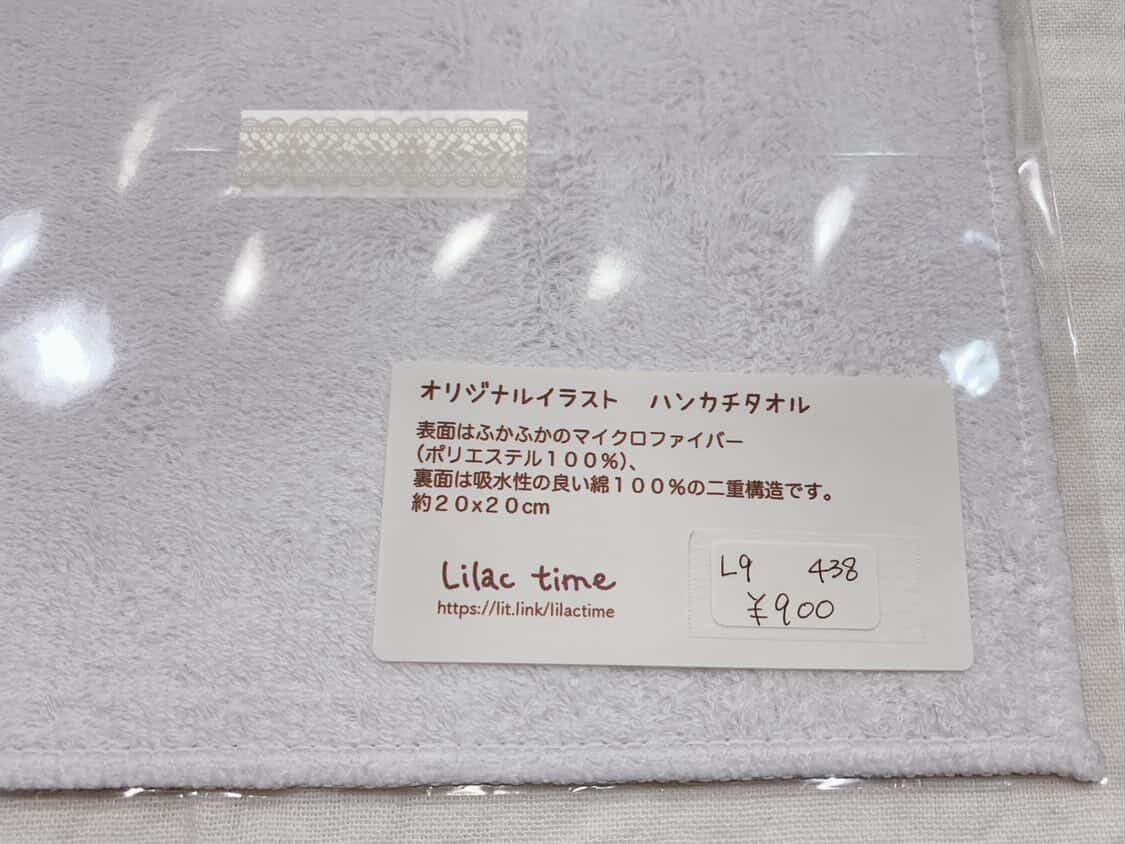 オリジナルイラスト　ハンカチタオル
表面はふかふかのマイクロファイバー
（ポリエステル１００％）、
裏面は吸水性の良い綿１００％の二重構造です。
約２０x２０cm
Lilac time
https://lit.link/lilactime
L9 438
¥900